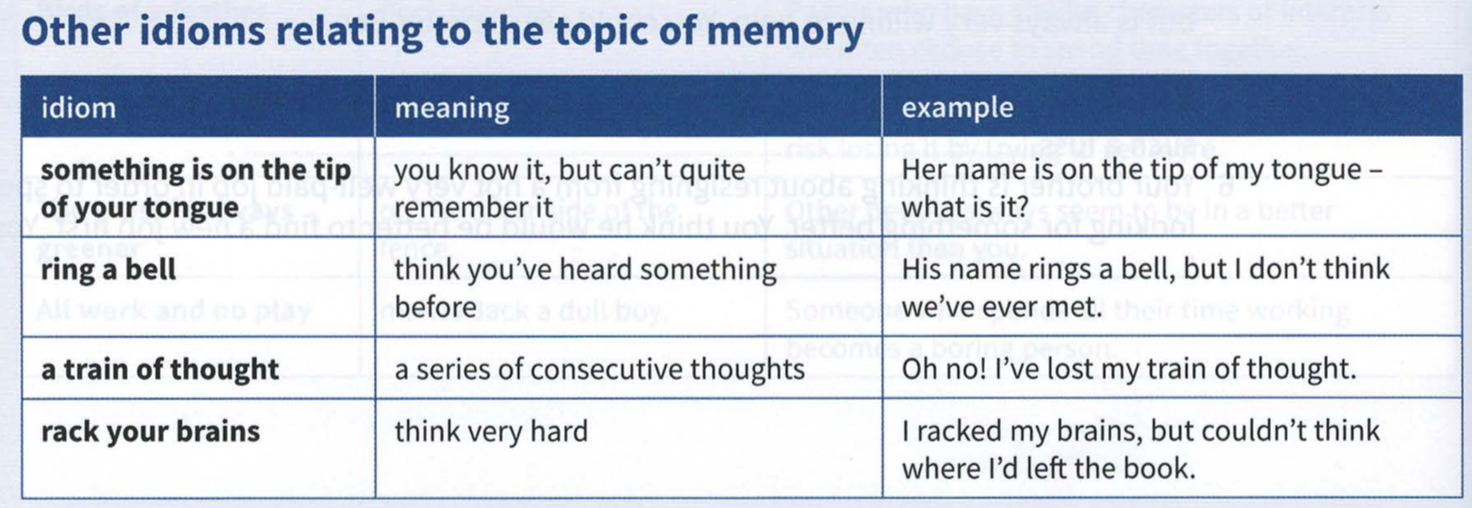 Other idioms relating to the topic of memory
idiom meaning example
something is on the tip you know it, but can't quite Her name is on the tip of my tongue –
of your tongue remember it what is it?
ring a bell think you've heard something His name rings a bell, but I don't think
before we've ever met.
a train of thought a series of consecutive thoughts Oh no! I've lost my train of thought.
rack your brains think very hard I racked my brains, but couldn't think
where I'd left the book.